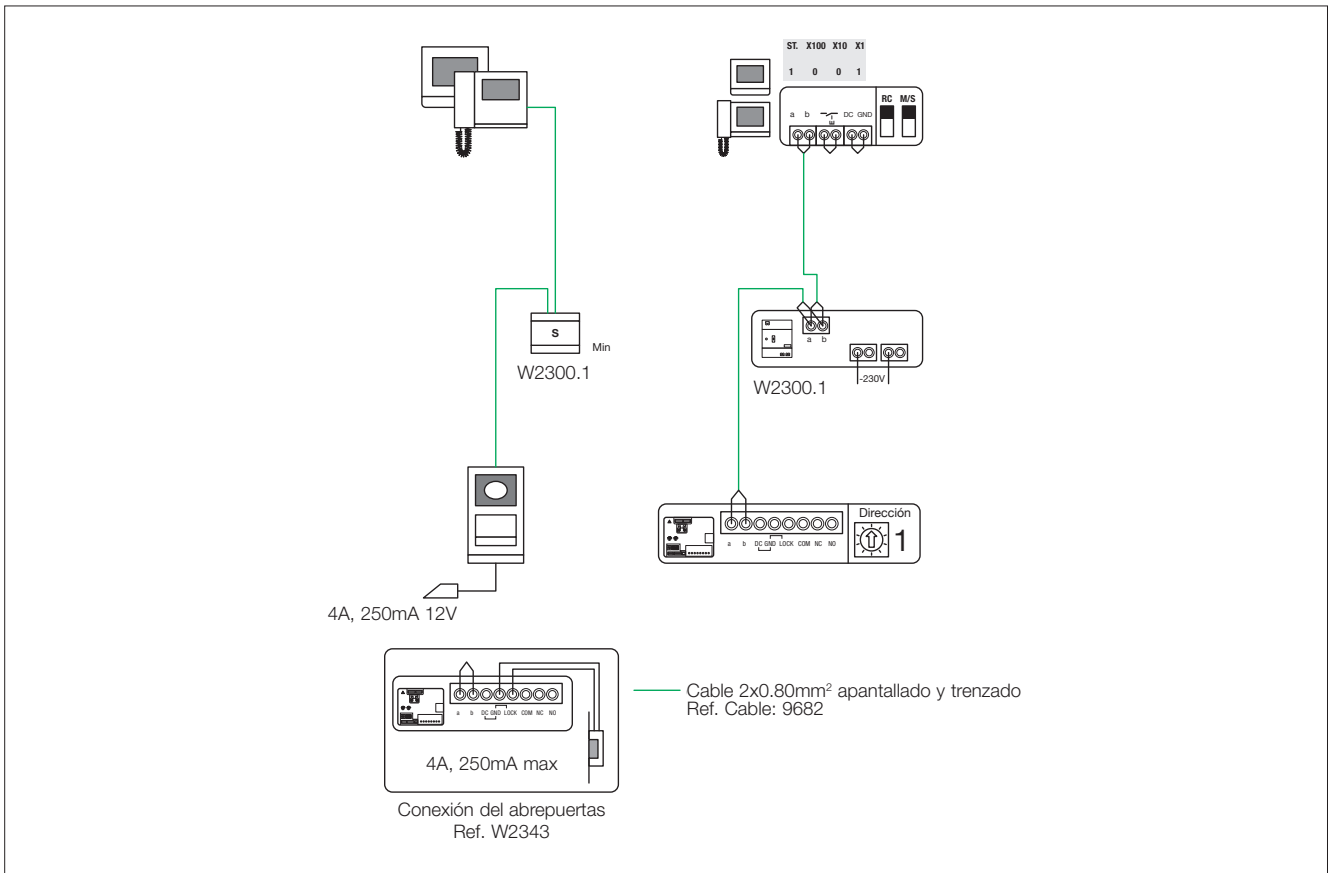 ST. X100 X10 X1
1 0 0 1
RC M/S
a b DC GND
S
Min
W2300.1
a b
~230V
W2300.1
Dirección
1
a b DC GND LOCK COM NC NO
4A, 250mA 12V
a b DC GND LOCK COM NC NO
4A, 250mA max
Conexión del abrepuertas
Ref. W2343
Cable 2x0.80mm² apantallado y trenzado
Ref. Cable: 9682